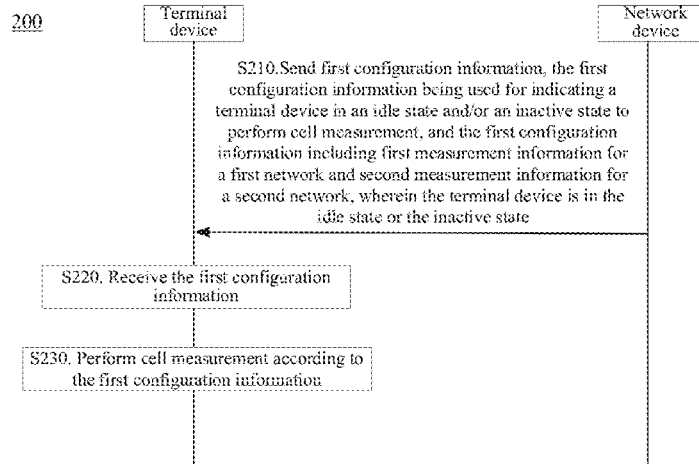 200
Terminal
device
Network
device
S210.Send first configuration information, the first
configuration information being used for indicating a
terminal device in an idle state and/or an inactive state to
perform cell measurement, and the first configuration
information including first measurement information for
a first network and second measurement information for
a second network, wherein the terminal device is in the
idle state or the inactive state
S220. Receive the first configuration
information
S230. Perform cell measurement according to
the first configuration information